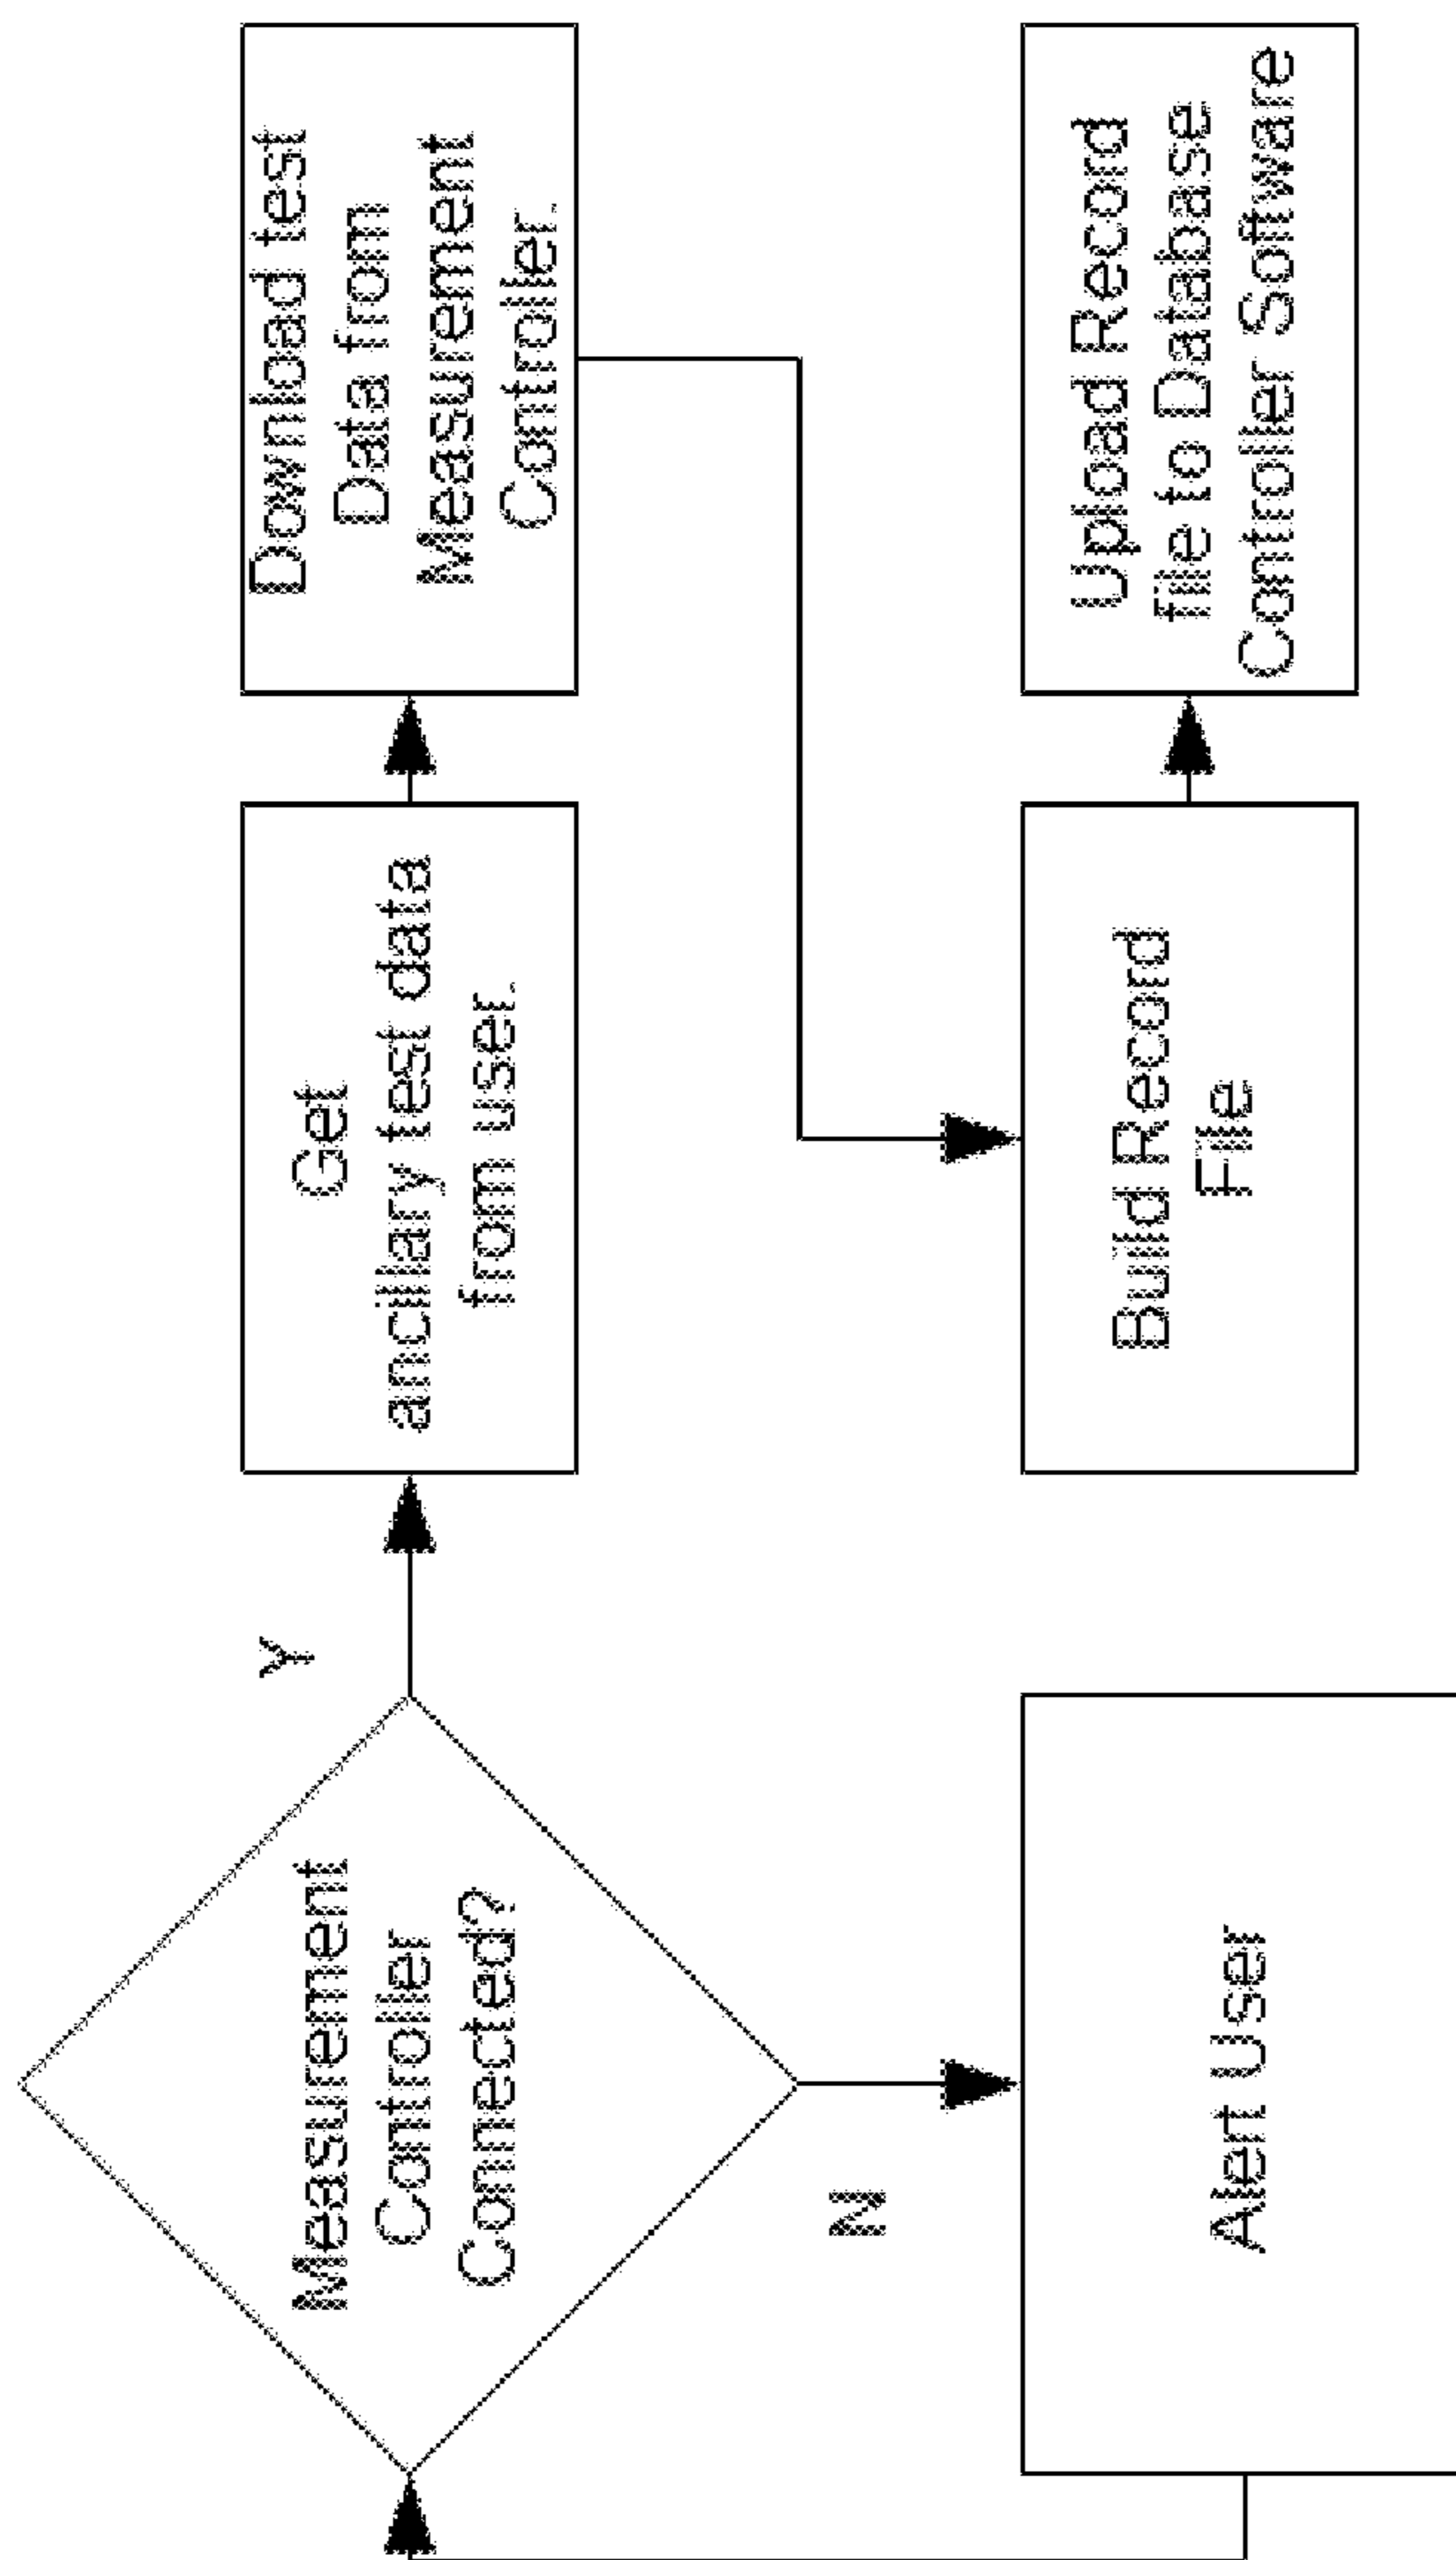 Measurement
Controller
Connected?
Y
Get
ancillary test data
from user.
Download test
Data from
Measurement
Controller.
N
Alert User
Build Record
File
Upload Record
file to Database
Controller Software